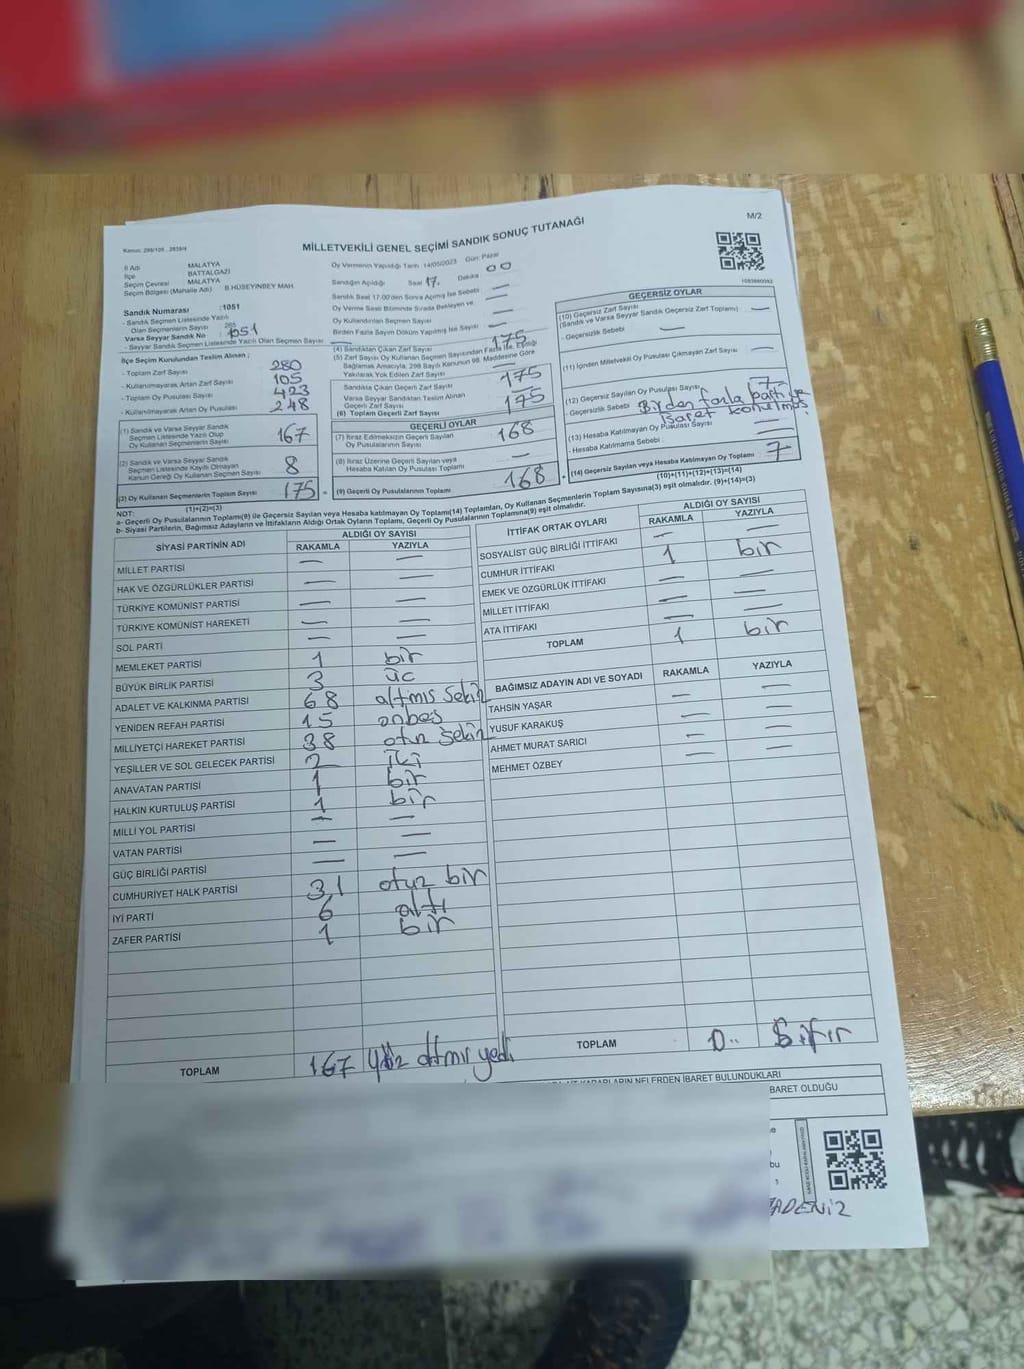 M/2
MİLLETVEKİLİ GENEL SEÇİMİ SANDIK SONUÇ TUTANAĞI
İl Adı MALATYA
İlçe BATTALGAZİ
Seçim Çevresi MALATYA
Seçim Bölgesi (Mahalle Adı) B.HÜSEYİNBEY MAH.
Sandık Numarası :1051
- Sandık Seçmen Listesinde Yazılı
Olan Seçmenlerin Sayısı
Varsa Seyyar Sandık No 1051
- Seyyar Sandık Seçmen Listesinde Yazılı Olan Seçmen Sayısı —
Oy Vermenin Yapıldığı Tarih 14/05/2023 Gün: Pazar
Sandığın Açıldığı Saat 17. Dakika 00
Sandık Saat 17.00'den Sonra Açılmış İse Sebebi —
Oy Verme Saati Bitiminde Sırada Bekleyen ve —
Oy Kullandırılan Seçmen Sayısı
Birden Fazla Sayım Döküm Yapılmış İse Sayısı —
İlçe Seçim Kurulundan Teslim Alınan ;
- Toplam Zarf Sayısı 280
- Kullanılmayarak Artan Zarf Sayısı 105
- Toplam Oy Pusulası Sayısı 423
- Kullanılmayarak Artan Oy Pusulası 248
(1) Sandık ve Varsa Seyyar Sandık
Seçmen Listesinde Yazılı Olup
Oy Kullanan Seçmenlerin Sayısı 167
(2) Sandık ve Varsa Seyyar Sandık
Seçmen Listesinde Kayıtlı Olmayan
Kanun Gereği Oy Kullanan Seçmen Sayısı 8
(3) Oy Kullanan Seçmenlerin Toplam Sayısı 175
(1)+(2)=(3)
(4) Sandıktan Çıkan Zarf Sayısı 175
(5) Zarf Sayısı Oy Kullanan Seçmen Sayısından Fazla İse, Eşitliği
Sağlamak Amacıyla, 298 Sayılı Kanunun 98. Maddesine Göre
Yakılarak Yok Edilen Zarf Sayısı
Sandıkta Çıkan Geçerli Zarf Sayısı 175
Varsa Seyyar Sandıktan Teslim Alınan
Geçerli Zarf Sayısı
(6) Toplam Geçerli Zarf Sayısı 175
GEÇERLİ OYLAR
(7) İtiraz Edilmeksizin Geçerli Sayılan
Oy Pusulalarının Sayısı 168
(8) İtiraz Üzerine Geçerli Sayılan veya
Hesaba Katılan Oy Pusulası Toplamı —
(9) Geçerli Oy Pusulalarının Toplamı 168
GEÇERSİZ OYLAR
(10) Geçersiz Zarf Sayısı
(Sandık ve Varsa Seyyar Sandık Geçersiz Zarf Toplamı) —
- Geçersizlik Sebebi —
(11) İçinden Milletvekili Oy Pusulası Çıkmayan Zarf Sayısı —
(12) Geçersiz Sayılan Oy Pusulası Sayısı 7
- Geçersizlik Sebebi Birden fazla partiye
işaret konulmas
(13) Hesaba Katılmayan Oy Pusulası Sayısı —
- Hesaba Katılmama Sebebi : —
(14) Geçersiz Sayılan veya Hesaba Katılmayan Oy Toplamı 7
(10)+(11)+(12)+(13)=(14)
NOT:
a- Geçerli Oy Pusulalarının Toplamı(9) ile Geçersiz Sayılan veya Hesaba katılmayan Oy Toplamı(14) Toplamları, Oy Kullanan Seçmenlerin Toplam Sayısına(3) eşit olmalıdır. (9)+(14)=(3)
b- Siyasi Partilerin, Bağımsız Adayların ve İttifakların Aldığı Ortak Oyların Toplamı, Geçerli Oy Pusulalarının Toplamına(9) eşit olmalıdır.
SİYASİ PARTİNİN ADI ALDIĞI OY SAYISI
RAKAMLA YAZIYLA
MİLLET PARTİSİ — —
HAK VE ÖZGÜRLÜKLER PARTİSİ — —
TÜRKİYE KOMÜNİST PARTİSİ — —
TÜRKİYE KOMÜNİST HAREKETİ — —
SOL PARTİ — —
MEMLEKET PARTİSİ 1 bir
BÜYÜK BİRLİK PARTİSİ 3 üc
ADALET VE KALKINMA PARTİSİ 68 altmıs sekiz
YENİDEN REFAH PARTİSİ 15 onbes
MİLLİYETÇİ HAREKET PARTİSİ 38 otuz sekiz
YEŞİLLER VE SOL GELECEK PARTİSİ 2 iki
ANAVATAN PARTİSİ 1 bir
HALKIN KURTULUŞ PARTİSİ 1 bir
MİLLİ YOL PARTİSİ — —
VATAN PARTİSİ — —
GÜÇ BİRLİĞİ PARTİSİ — —
CUMHURİYET HALK PARTİSİ 31 otuz bir
İYİ PARTİ 6 altı
ZAFER PARTİSİ 1 bir
TOPLAM 167 yüz altmış yedi
İTTİFAK ORTAK OYLARI ALDIĞI OY SAYISI
RAKAMLA YAZIYLA
SOSYALİST GÜÇ BİRLİĞİ İTTİFAKI — —
CUMHUR İTTİFAKI 1 bir
EMEK VE ÖZGÜRLÜK İTTİFAKI — —
MİLLET İTTİFAKI — —
ATA İTTİFAKI — —
TOPLAM 1 bir
BAĞIMSIZ ADAYIN ADI VE SOYADI RAKAMLA YAZIYLA
TAHSİN YAŞAR — —
YUSUF KARAKUŞ — —
AHMET MURAT SARICI — —
MEHMET ÖZBEY — —
TOPLAM 0.. Sıfır
KARARLARIN NELERDEN İBARET BULUNDUKLARI
BARET OLDUĞU
bu
ADENİZ